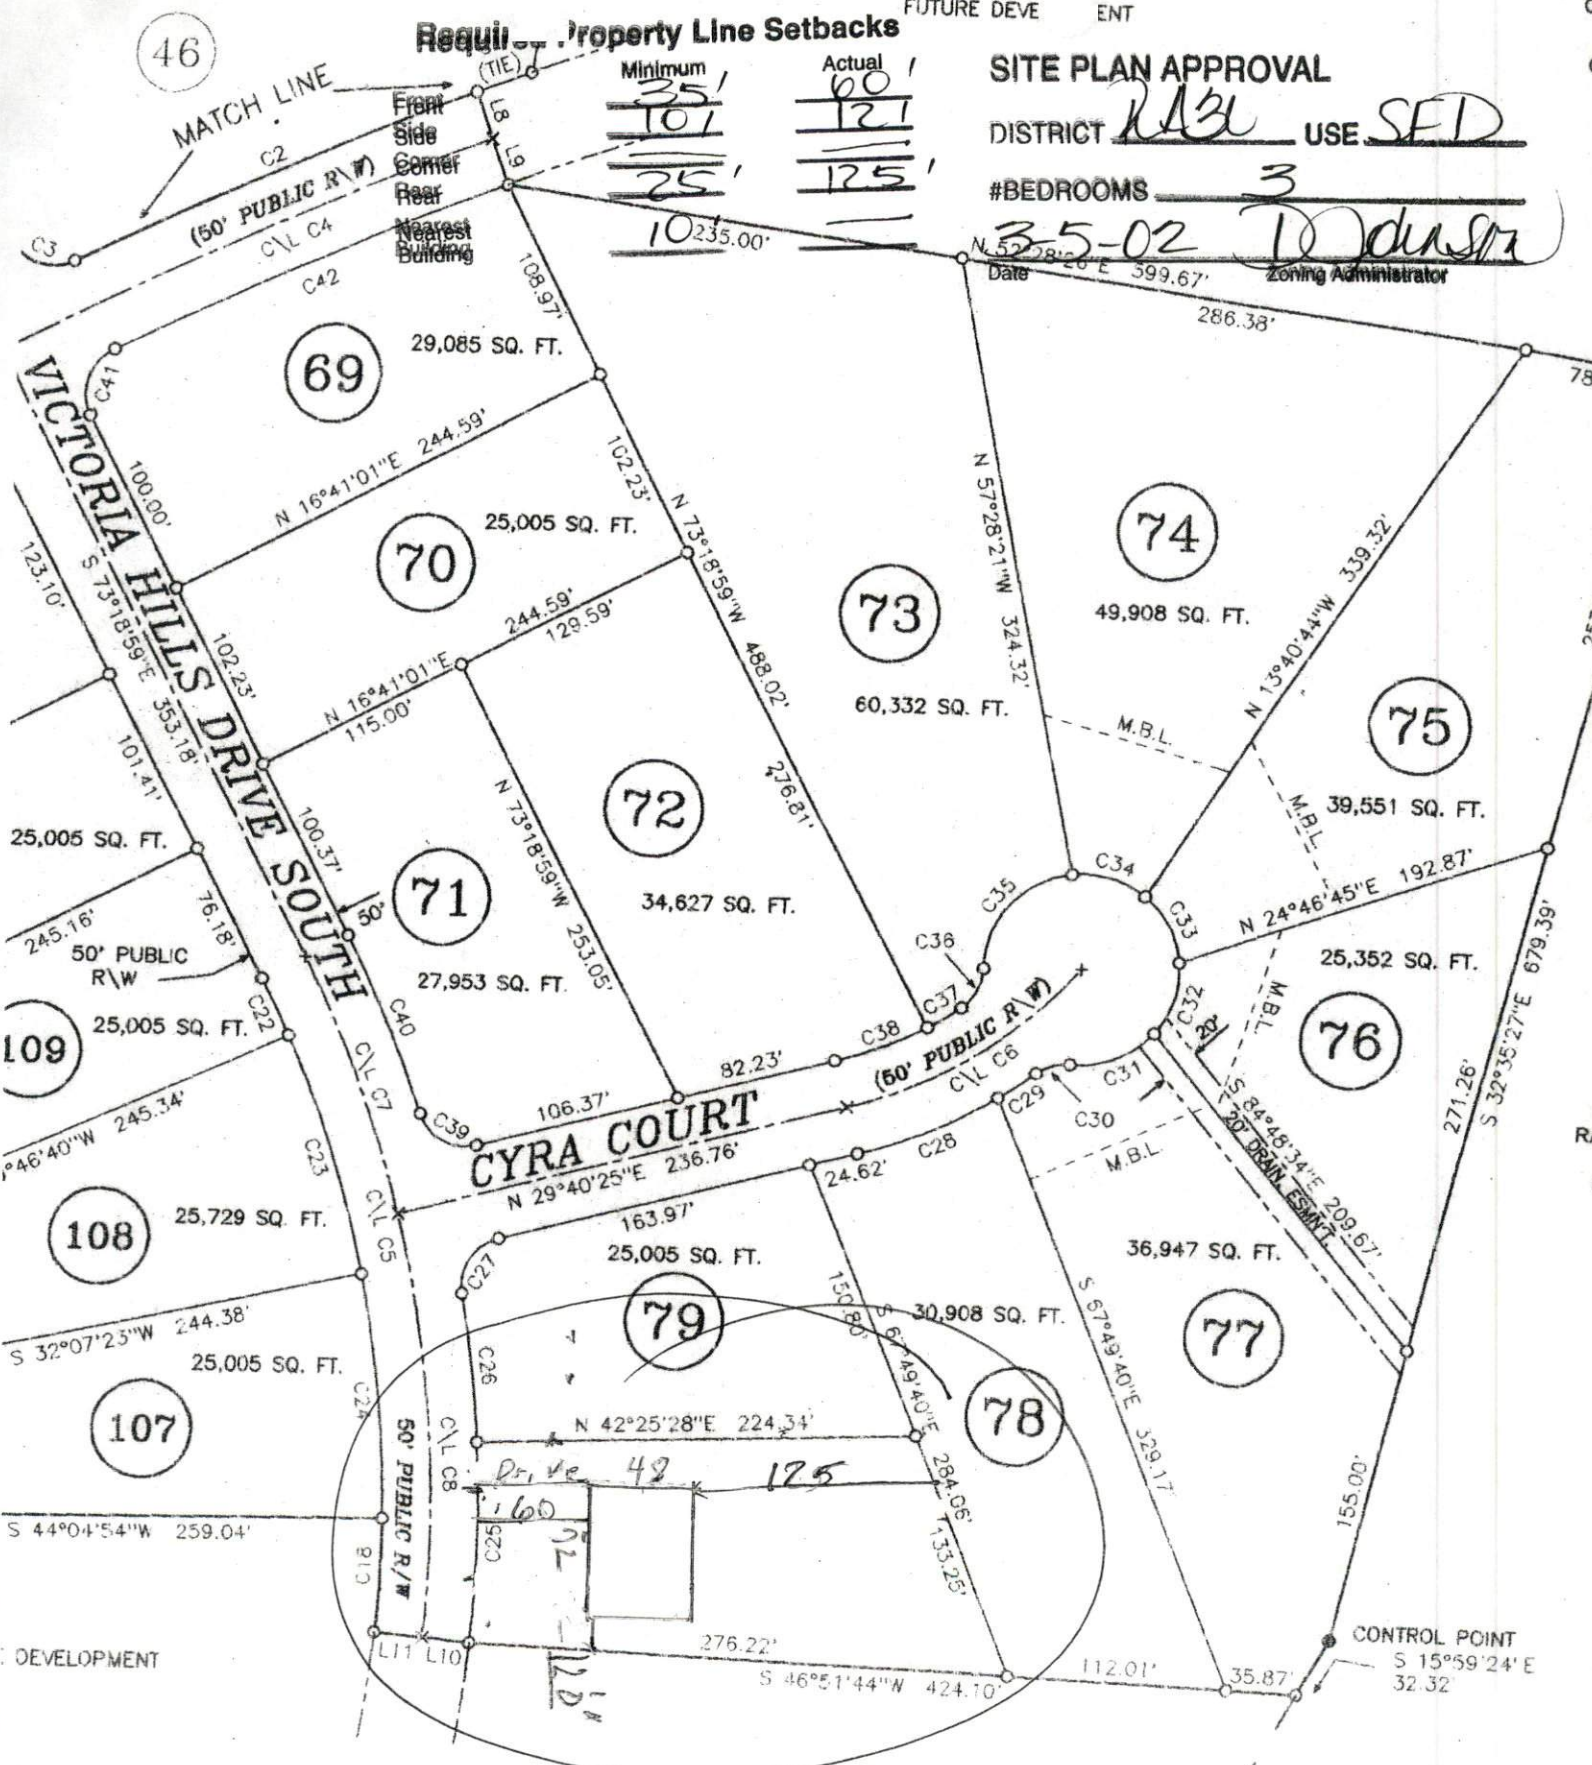 FUTURE DEVE ENT
46
Property Line Setbacks
(TIE)
Minimum Actual
Front 35' 60'
Side 10' 12'
Corner — —
Rear 25' 125'
Nearest
Building 10' —
SITE PLAN APPROVAL
DISTRICT USE SFD
#BEDROOMS 3
3-5-02 D Johnson
Date Zoning Administrator
MATCH LINE
C2
L8
L9
C3
(50' PUBLIC R\W)
C\L C4
C42
235.00'
N 52°28'26"E 599.67'
286.38'
108.97'
C41
69
29,085 SQ. FT.
N 16°41'01"E 244.59'
100.00'
VICTORIA HILLS DRIVE SOUTH
S 73°18'59"E 353.18'
123.10'
102.23'
70
25,005 SQ. FT.
102.23'
N 73°18'59"W 488.02'
244.59'
129.59'
N 16°41'01"E
115.00'
73
60,332 SQ. FT.
N 57°28'21"W 324.32'
74
49,908 SQ. FT.
N 13°40'44"W 339.32'
M.B.L.
75
39,551 SQ. FT.
M.B.L.
N 24°46'45"E 192.87'
101.41'
25,005 SQ. FT.
100.37'
71
50'
27,953 SQ. FT.
N 73°18'59"W 253.05'
72
34,627 SQ. FT.
276.81'
C35
C34
C33
C36
C37
C38
C32
20'
25,352 SQ. FT.
76
M.B.L.
S 32°35'27"E 679.39'
271.26'
245.16'
76.18'
50' PUBLIC
R\W
C22
109
25,005 SQ. FT.
C40
C\L C7
C39
106.37'
82.23'
CYRA COURT
(50' PUBLIC R\W)
C\L C6
N 29°40'25"E 236.76'
C31
C30
C29
C28
24.62'
M.B.L.
S 84°48'34"E 209.67'
20' DRAIN. ESMNT.
°46'40"W 245.34'
C23
108
25,729 SQ. FT.
C\L C5
163.97'
25,005 SQ. FT.
C27
79
C26
150.80'
S 67°49'40"E 284.06'
30,908 SQ. FT.
78
S 67°49'40"E 329.17'
36,947 SQ. FT.
77
S 32°07'23"W 244.38'
25,005 SQ. FT.
107
C24
50' PUBLIC R/W
C\L C8
N 42°25'28"E 224.34'
Drive 48 125
60
52
C25
133.25'
155.00'
S 44°04'54"W 259.04'
C18
DEVELOPMENT
L11 L10
276.22'
S 46°51'44"W 424.10'
112.01'
35.87'
CONTROL POINT
S 15°59'24"E
32.32'